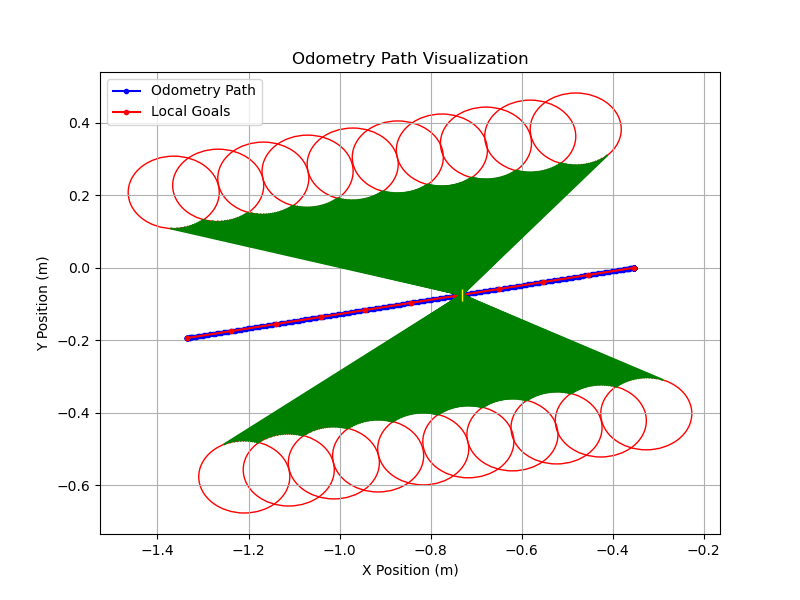 Odometry Path Visualization
Odometry Path
Local Goals
Y Position (m)
0.4
0.2
0.0
−0.2
−0.4
−0.6
−1.4 −1.2 −1.0 −0.8 −0.6 −0.4 −0.2
X Position (m)